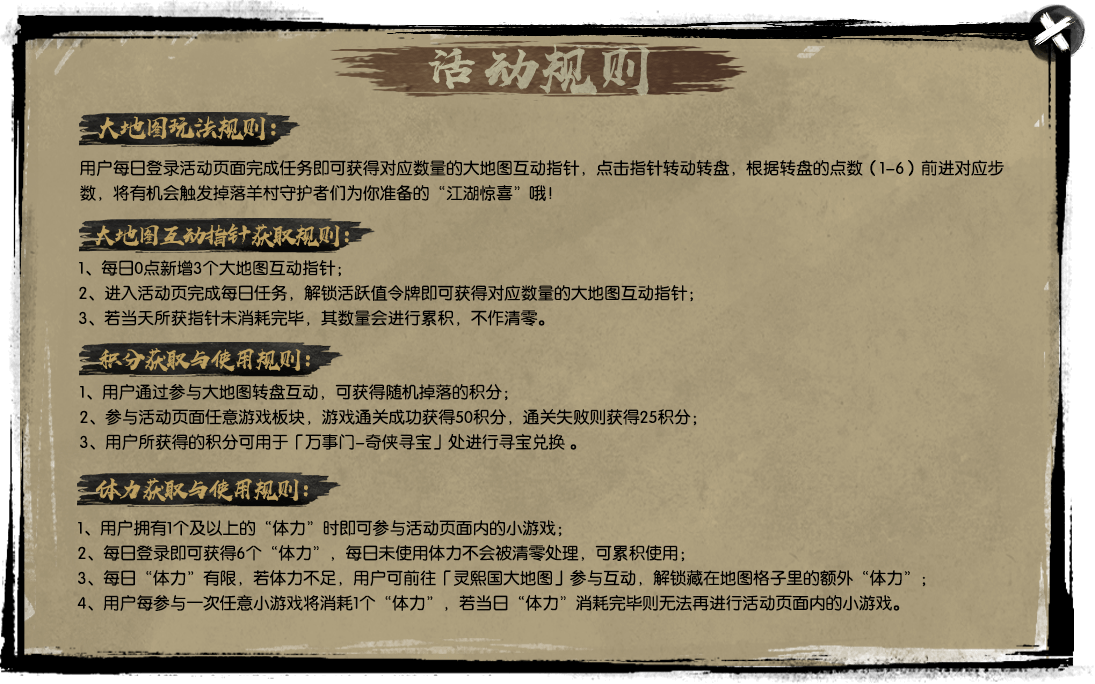 活动规则
大地图玩法规则：
用户每日登录活动页面完成任务即可获得对应数量的大地图互动指针，点击指针转动转盘，根据转盘的点数（1-6）前进对应步
数，将有机会触发掉落羊村守护者们为你准备的“江湖惊喜”哦！
大地图互动指针获取规则：
1、每日0点新增3个大地图互动指针；
2、进入活动页完成每日任务，解锁活跃值令牌即可获得对应数量的大地图互动指针；
3、若当天所获指针未消耗完毕，其数量会进行累积，不作清零。
积分获取与使用规则：
1、用户通过参与大地图转盘互动，可获得随机掉落的积分；
2、参与活动页面任意游戏板块，游戏通关成功获得50积分，通关失败则获得25积分；
3、用户所获得的积分可用于「万事门-奇侠寻宝」处进行寻宝兑换 。
体力获取与使用规则：
1、用户拥有1个及以上的“体力”时即可参与活动页面内的小游戏；
2、每日登录即可获得6个“体力”，每日未使用体力不会被清零处理，可累积使用；
3、每日“体力”有限，若体力不足，用户可前往「灵熙国大地图」参与互动，解锁藏在地图格子里的额外“体力”；
4、用户每参与一次任意小游戏将消耗1个“体力”，若当日“体力”消耗完毕则无法再进行活动页面内的小游戏。